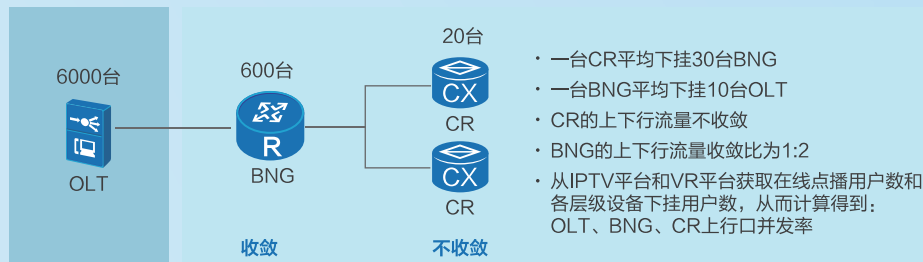 6000台
OLT
600台
R
BNG
收敛
20台
CX
CR
CX
CR
不收敛
· 一台CR平均下挂30台BNG
· 一台BNG平均下挂10台OLT
· CR的上下行流量不收敛
· BNG的上下行流量收敛比为1:2
· 从IPTV平台和VR平台获取在线点播用户数和
各层级设备下挂用户数，从而计算得到：
OLT、BNG、CR上行口并发率